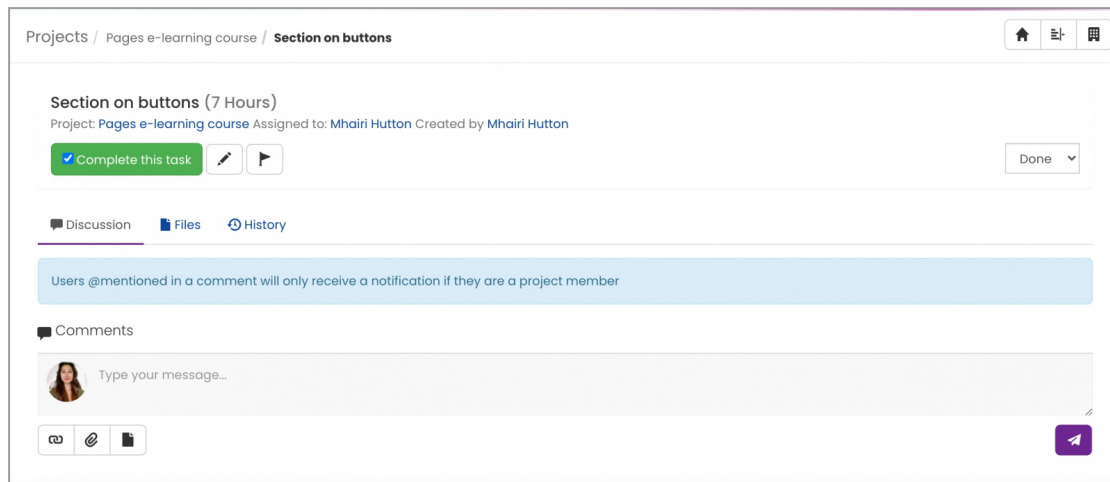 Projects / Pages e-learning course / Section on buttons
Section on buttons (7 Hours)
Project: Pages e-learning course Assigned to: Mhairi Hutton Created by Mhairi Hutton
Complete this task
Done
Discussion Files History
Users @mentioned in a comment will only receive a notification if they are a project member
Comments
Type your message...